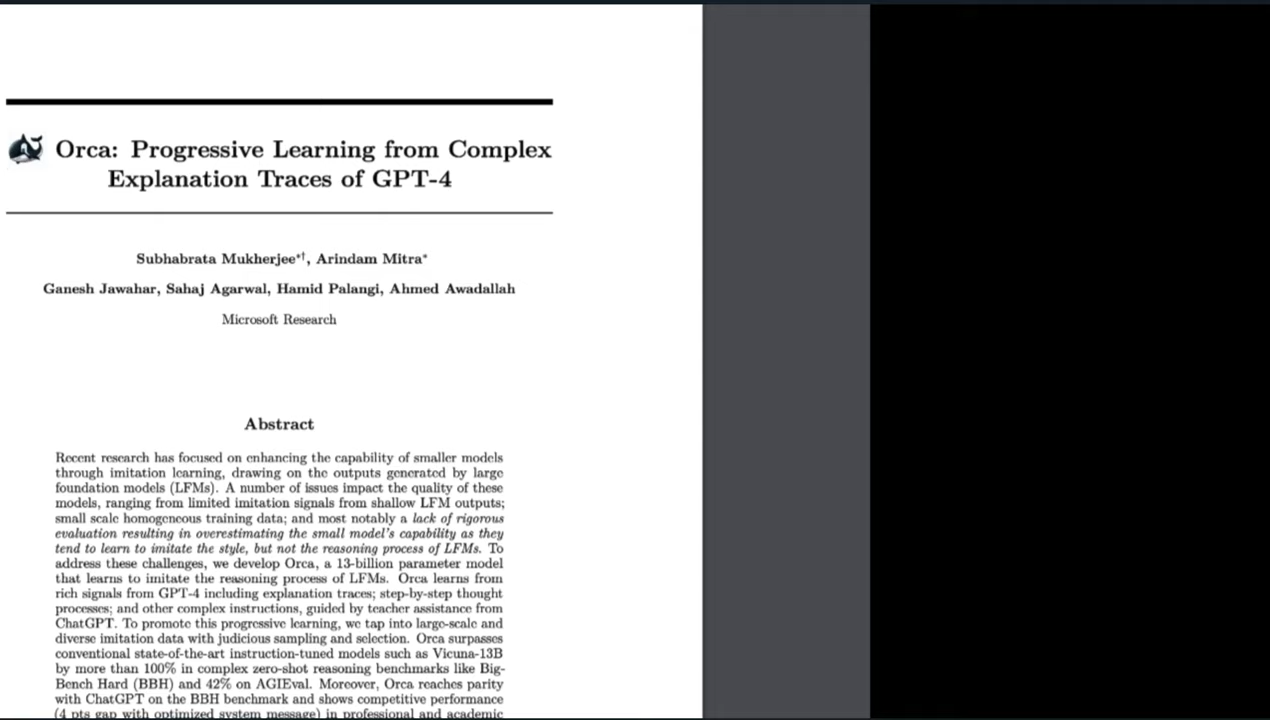 Orca: Progressive Learning from Complex
Explanation Traces of GPT-4
Subhabrata Mukherjee*†, Arindam Mitra*
Ganesh Jawahar, Sahaj Agarwal, Hamid Palangi, Ahmed Awadallah
Microsoft Research
Abstract
Recent research has focused on enhancing the capability of smaller models
through imitation learning, drawing on the outputs generated by large
foundation models (LFMs). A number of issues impact the quality of these
models, ranging from limited imitation signals from shallow LFM outputs;
small scale homogeneous training data; and most notably a lack of rigorous
evaluation resulting in overestimating the small model's capability as they
tend to learn to imitate the style, but not the reasoning process of LFMs. To
address these challenges, we develop Orca, a 13-billion parameter model
that learns to imitate the reasoning process of LFMs. Orca learns from
rich signals from GPT-4 including explanation traces; step-by-step thought
processes; and other complex instructions, guided by teacher assistance from
ChatGPT. To promote this progressive learning, we tap into large-scale and
diverse imitation data with judicious sampling and selection. Orca surpasses
conventional state-of-the-art instruction-tuned models such as Vicuna-13B
by more than 100% in complex zero-shot reasoning benchmarks like Big-
Bench Hard (BBH) and 42% on AGIEval. Moreover, Orca reaches parity
with ChatGPT on the BBH benchmark and shows competitive performance
(4 pts gap with optimized system message) in professional and academic